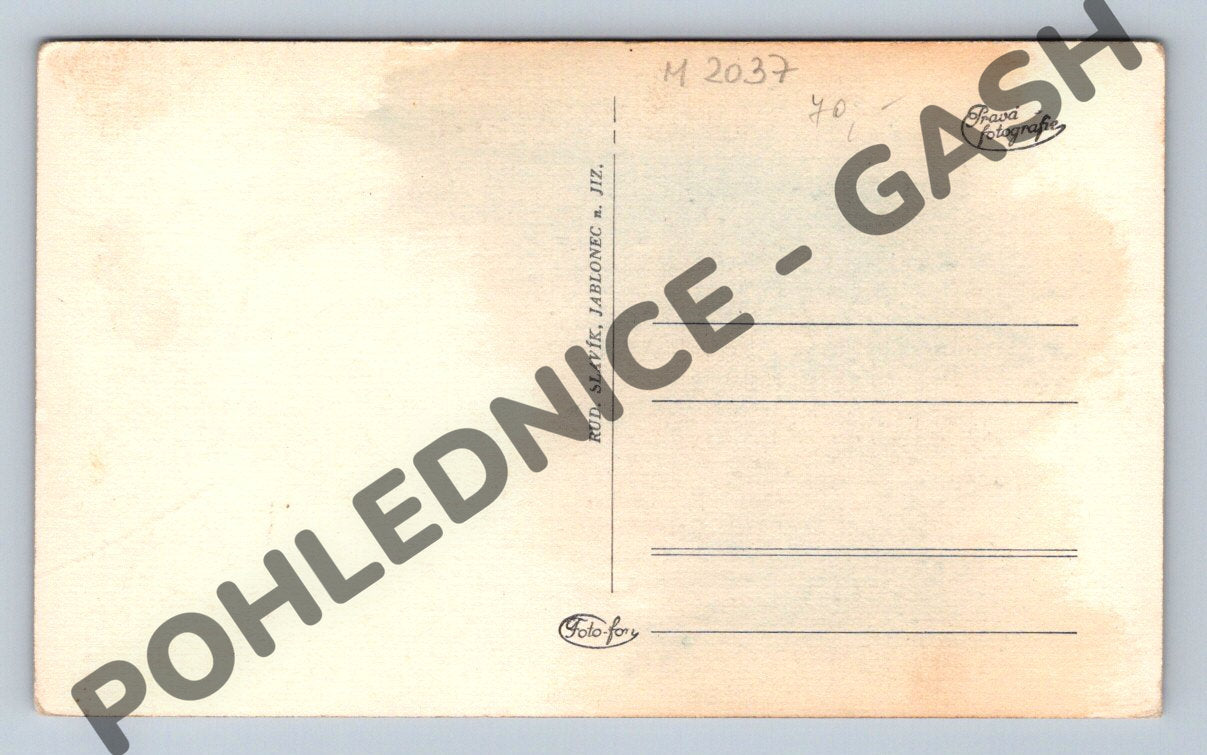 M 2037
70,-
Pravá
fotografie
RUD. SLAVÍK, JABLONEC n. JIZ.
Foto-fon
POHLEDNICE - GASH